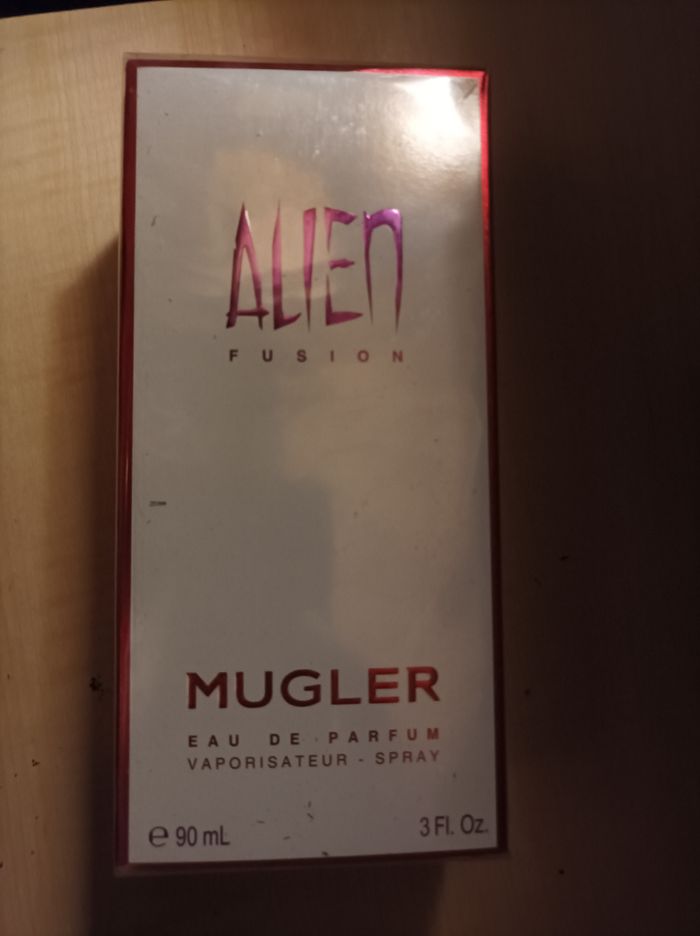 ALIEN
FUSION
MUGLER
EAU DE PARFUM
VAPORISATEUR - SPRAY
℮ 90 mL
3 Fl. Oz.